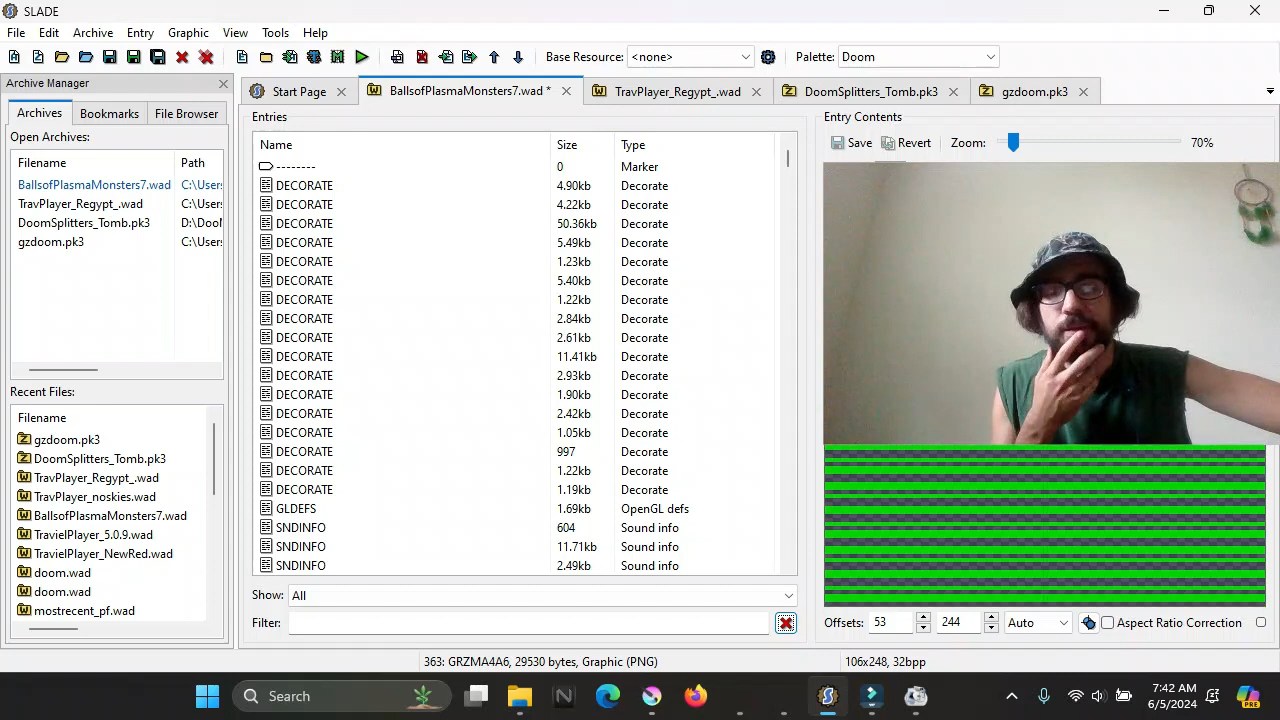 SLADE
File Edit Archive Entry Graphic View Tools Help
Base Resource: <none> Palette: Doom
Archive Manager
Start Page BallsofPlasmaMonsters7.wad * TravPlayer_Regypt_.wad DoomSplitters_Tomb.pk3 gzdoom.pk3
Archives Bookmarks File Browser
Open Archives:
Filename Path
BallsofPlasmaMonsters7.wad C:\Users
TravPlayer_Regypt_.wad C:\Users
DoomSplitters_Tomb.pk3 D:\Doo
gzdoom.pk3 C:\Users
Recent Files:
Filename
gzdoom.pk3
DoomSplitters_Tomb.pk3
TravPlayer_Regypt_.wad
TravPlayer_noskies.wad
BallsofPlasmaMonsters7.wad
TravielPlayer_5.0.9.wad
TravielPlayer_NewRed.wad
doom.wad
doom.wad
mostrecent_pf.wad
Entries
Name Size Type
-------- 0 Marker
DECORATE 4.90kb Decorate
DECORATE 4.22kb Decorate
DECORATE 50.36kb Decorate
DECORATE 5.49kb Decorate
DECORATE 1.23kb Decorate
DECORATE 5.40kb Decorate
DECORATE 1.22kb Decorate
DECORATE 2.84kb Decorate
DECORATE 2.61kb Decorate
DECORATE 11.41kb Decorate
DECORATE 2.93kb Decorate
DECORATE 1.90kb Decorate
DECORATE 2.42kb Decorate
DECORATE 1.05kb Decorate
DECORATE 997 Decorate
DECORATE 1.22kb Decorate
DECORATE 1.19kb Decorate
GLDEFS 1.69kb OpenGL defs
SNDINFO 604 Sound info
SNDINFO 11.71kb Sound info
SNDINFO 2.49kb Sound info
Show: All
Filter:
Entry Contents
Save Revert Zoom: 70%
Offsets: 53 244 Auto Aspect Ratio Correction
363: GRZMA4A6, 29530 bytes, Graphic (PNG) 106x248, 32bpp
Search
7:42 AM
6/5/2024
PRE